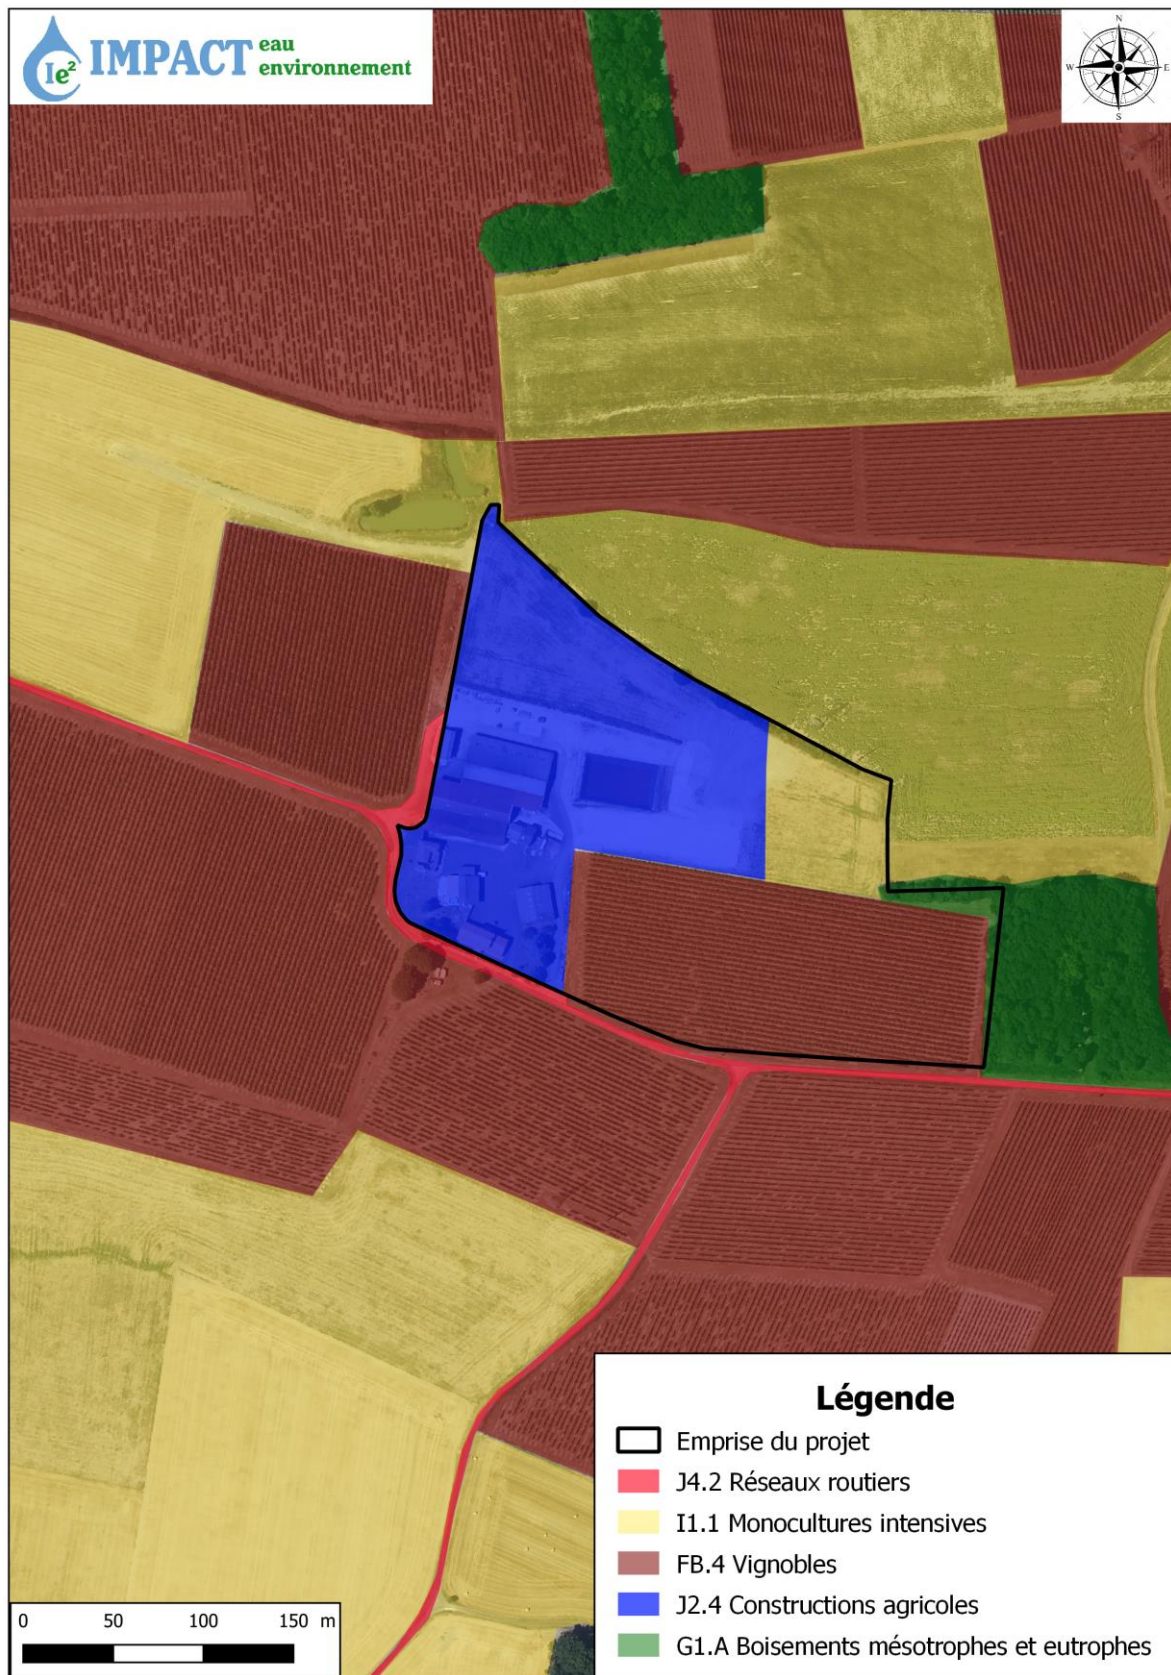 Ie²
IMPACT eau
environnement
N
W E
S
Légende
Emprise du projet
J4.2 Réseaux routiers
I1.1 Monocultures intensives
FB.4 Vignobles
J2.4 Constructions agricoles
G1.A Boisements mésotrophes et eutrophes
0 50 100 150 m